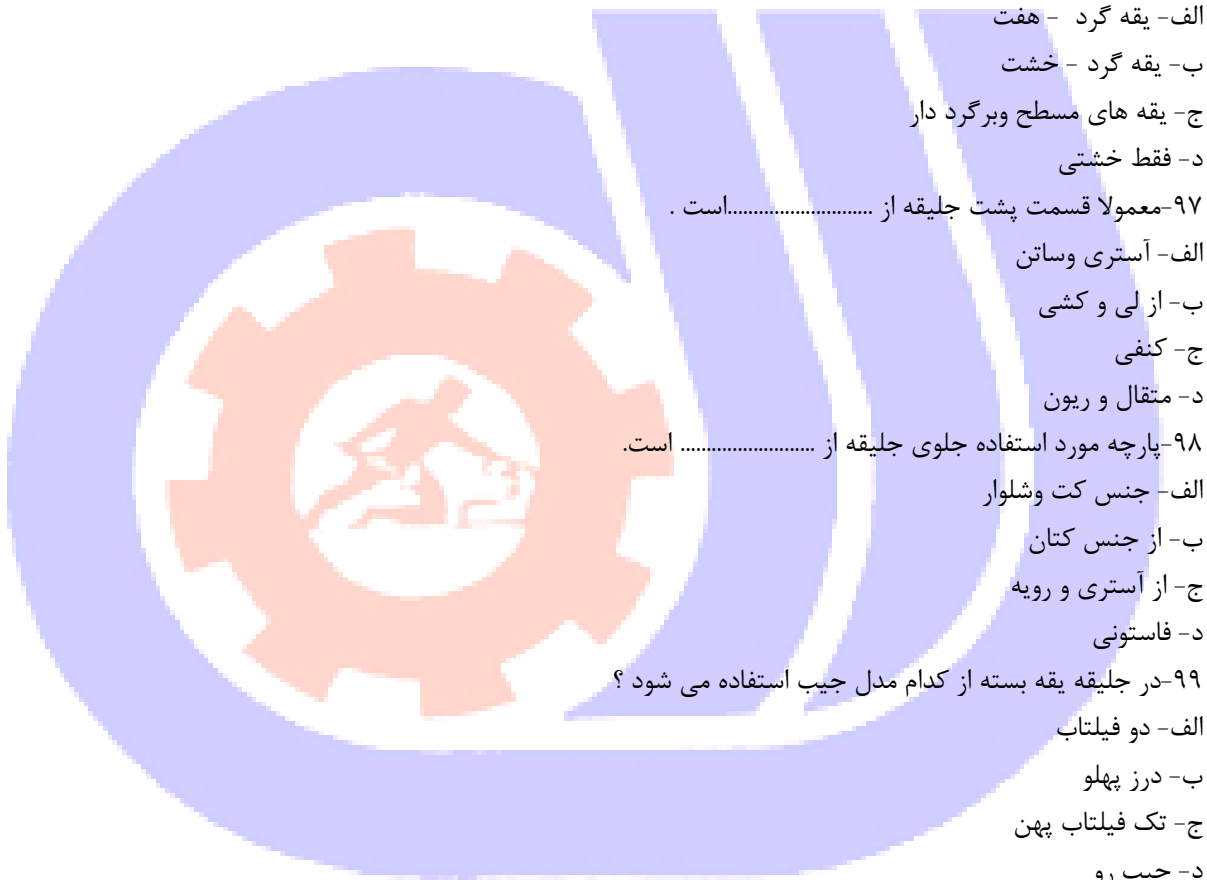 الف- یقه گرد - هفت
ب- یقه گرد - خشت
ج- یقه های مسطح وبرگرد دار
د- فقط خشتی
۹۷-معمولا قسمت پشت جلیقه از ............................است .
الف- آستری وساتن
ب- از لی و کشی
ج- کنفی
د- متقال و ریون
۹۸-پارچه مورد استفاده جلوی جلیقه از .......................... است.
الف- جنس کت وشلوار
ب- از جنس کتان
ج- از آستری و رویه
د- فاستونی
۹۹-در جلیقه یقه بسته از کدام مدل جیب استفاده می شود ؟
الف- دو فیلتاب
ب- درز پهلو
ج- تک فیلتاب پهن
د- جیب رو